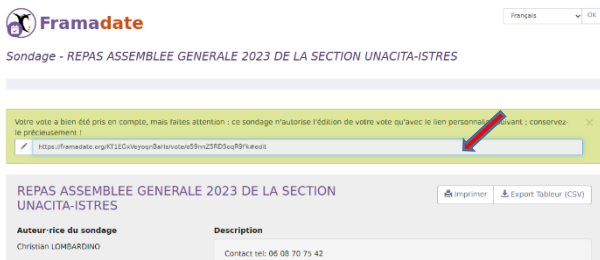 Framadate
Français
OK
Sondage - REPAS ASSEMBLEE GENERALE 2023 DE LA SECTION UNACITA-ISTRES
Votre vote a bien été pris en compte, mais faites attention : ce sondage n'autorise l'édition de votre vote qu'avec le lien personnalisé suivant ; conservez-
le précieusement !
REPAS ASSEMBLEE GENERALE 2023 DE LA SECTION
UNACITA-ISTRES
Imprimer
Export Tableur (CSV)
Auteur·rice du sondage
Description
Christian LOMBARDINO
Contact tel: 06 08 70 75 42